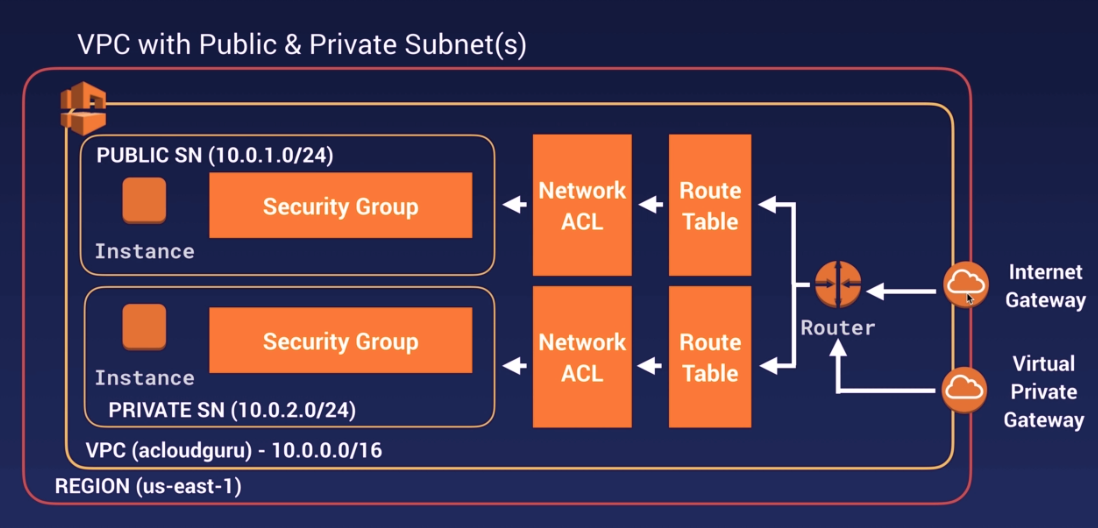 VPC with Public & Private Subnet(s)
PUBLIC SN (10.0.1.0/24)
Security Group
Instance
Network
ACL
Route
Table
Internet
Gateway
Router
Security Group
Instance
Network
ACL
Route
Table
Virtual
Private
Gateway
PRIVATE SN (10.0.2.0/24)
VPC (acloudguru) - 10.0.0.0/16
REGION (us-east-1)